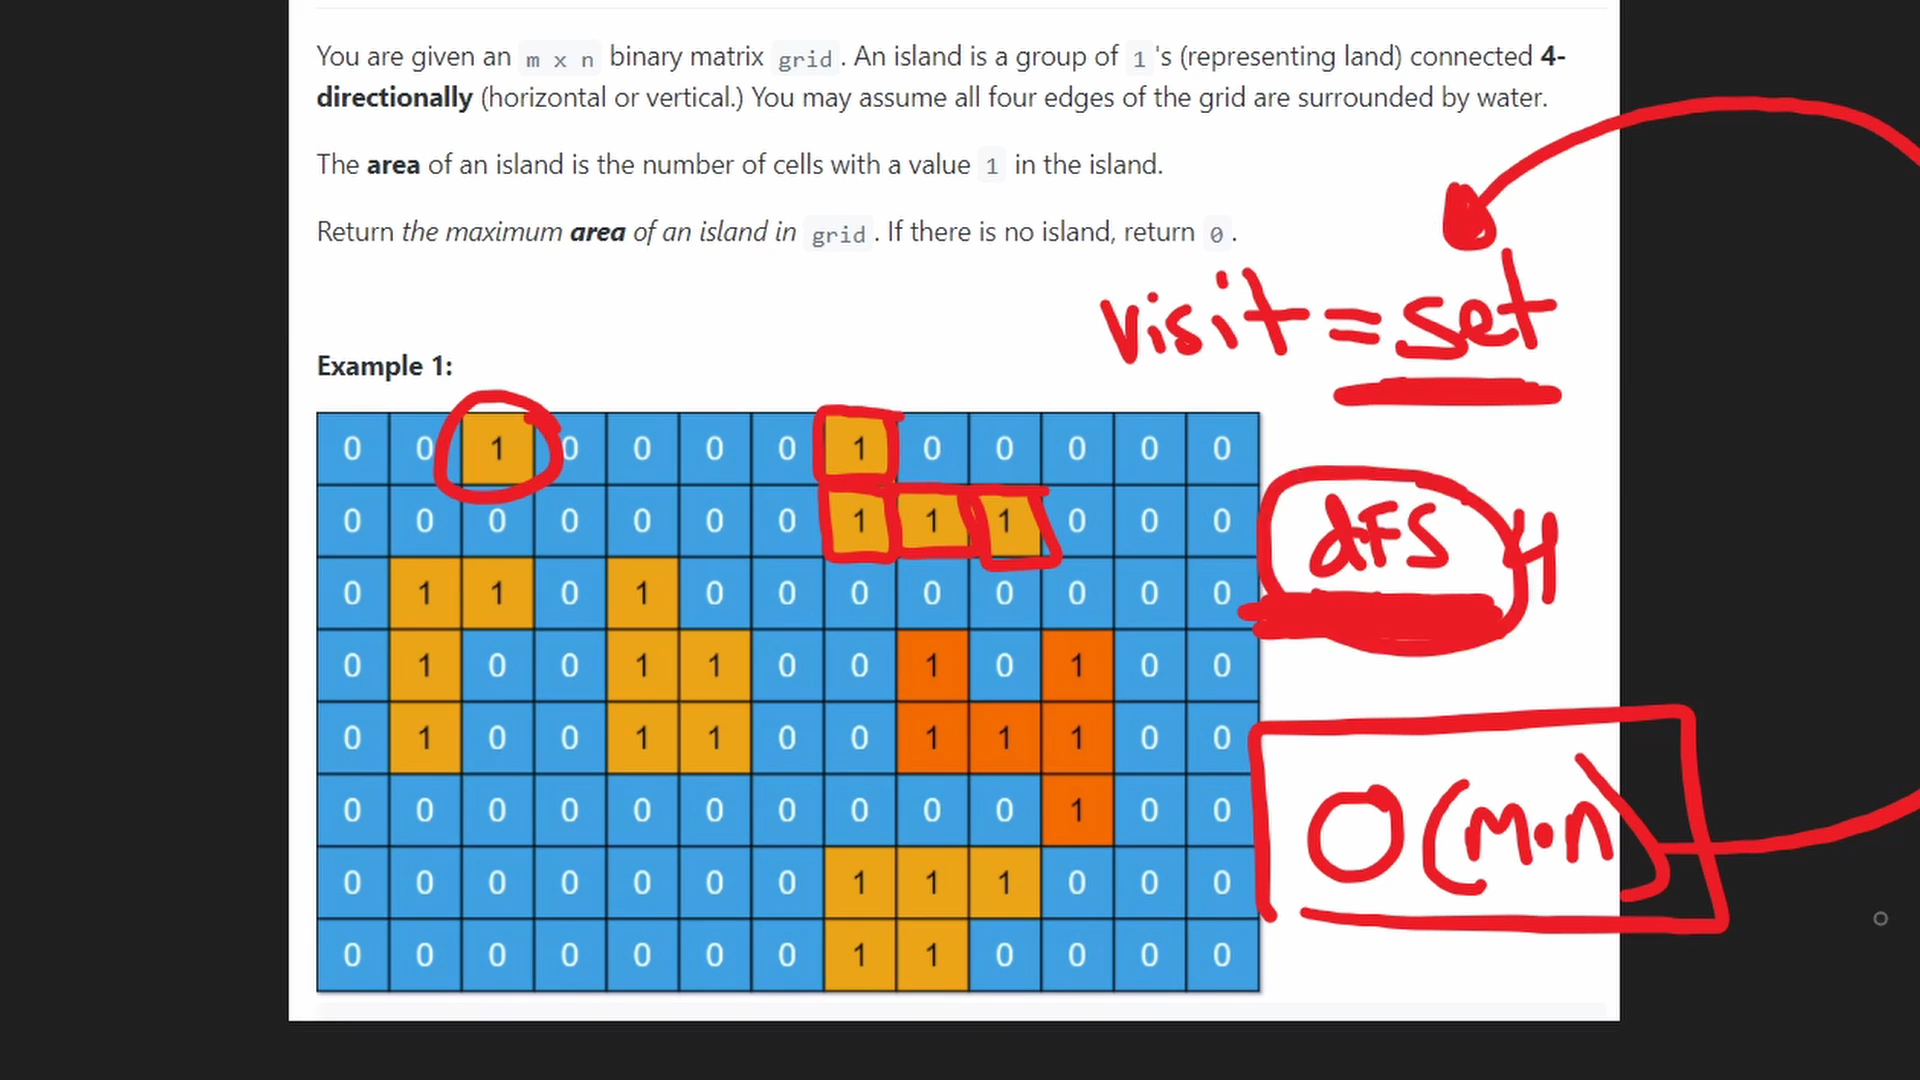 You are given an m x n binary matrix grid. An island is a group of 1's (representing land) connected 4-
directionally (horizontal or vertical.) You may assume all four edges of the grid are surrounded by water.
The area of an island is the number of cells with a value 1 in the island.
Return the maximum area of an island in grid. If there is no island, return 0.
visit = set
Example 1:
0 0 1 0 0 0 0 1 0 0 0 0 0
0 0 0 0 0 0 0 1 1 1 0 0 0
dfs 4
0 1 1 0 1 0 0 0 0 0 0 0 0
0 1 0 0 1 1 0 0 1 0 1 0 0
0 1 0 0 1 1 0 0 1 1 1 0 0
0 0 0 0 0 0 0 0 0 0 1 0 0
O(m·n)
0 0 0 0 0 0 0 1 1 1 0 0 0
0 0 0 0 0 0 0 1 1 0 0 0 0